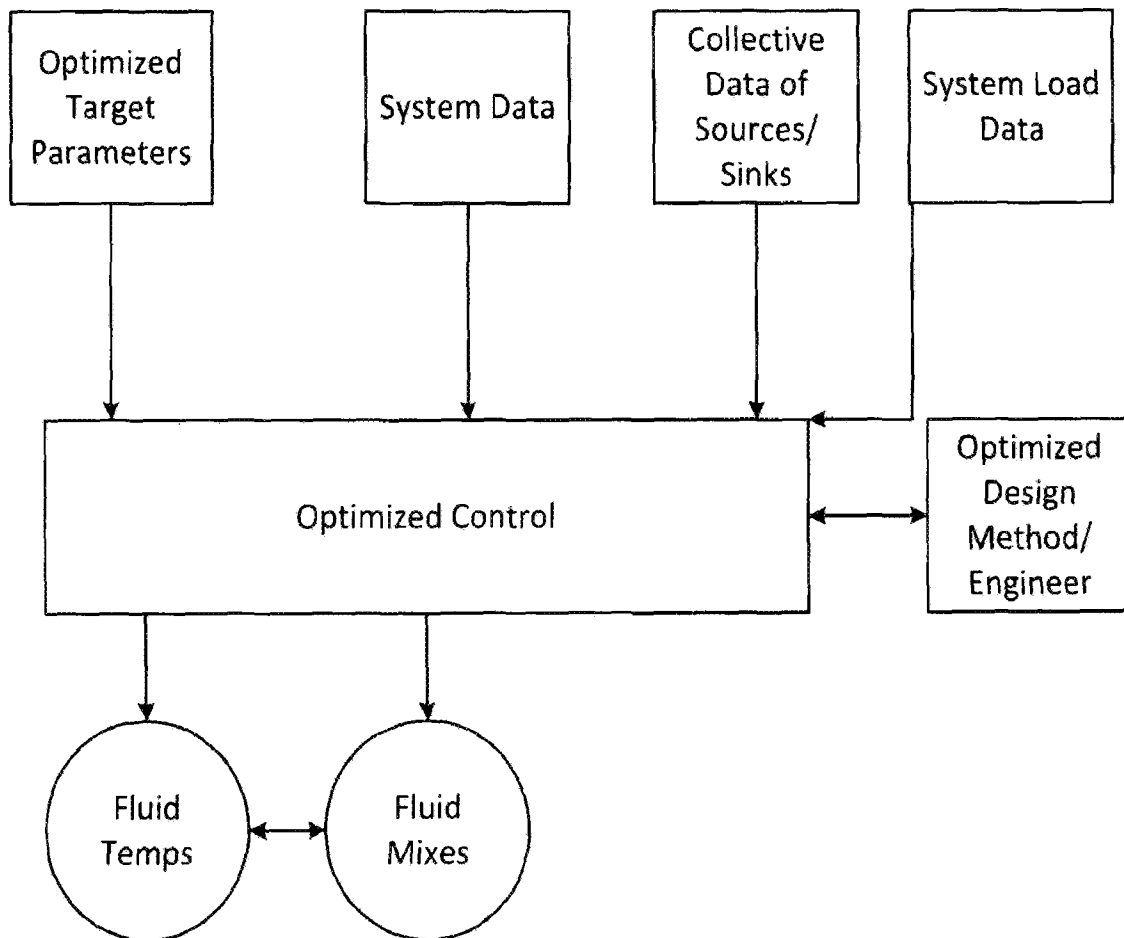 Optimized
Target
Parameters
System Data
Collective
Data of
Sources/
Sinks
System Load
Data
Optimized Control
Optimized
Design
Method/
Engineer
Fluid
Temps
Fluid
Mixes